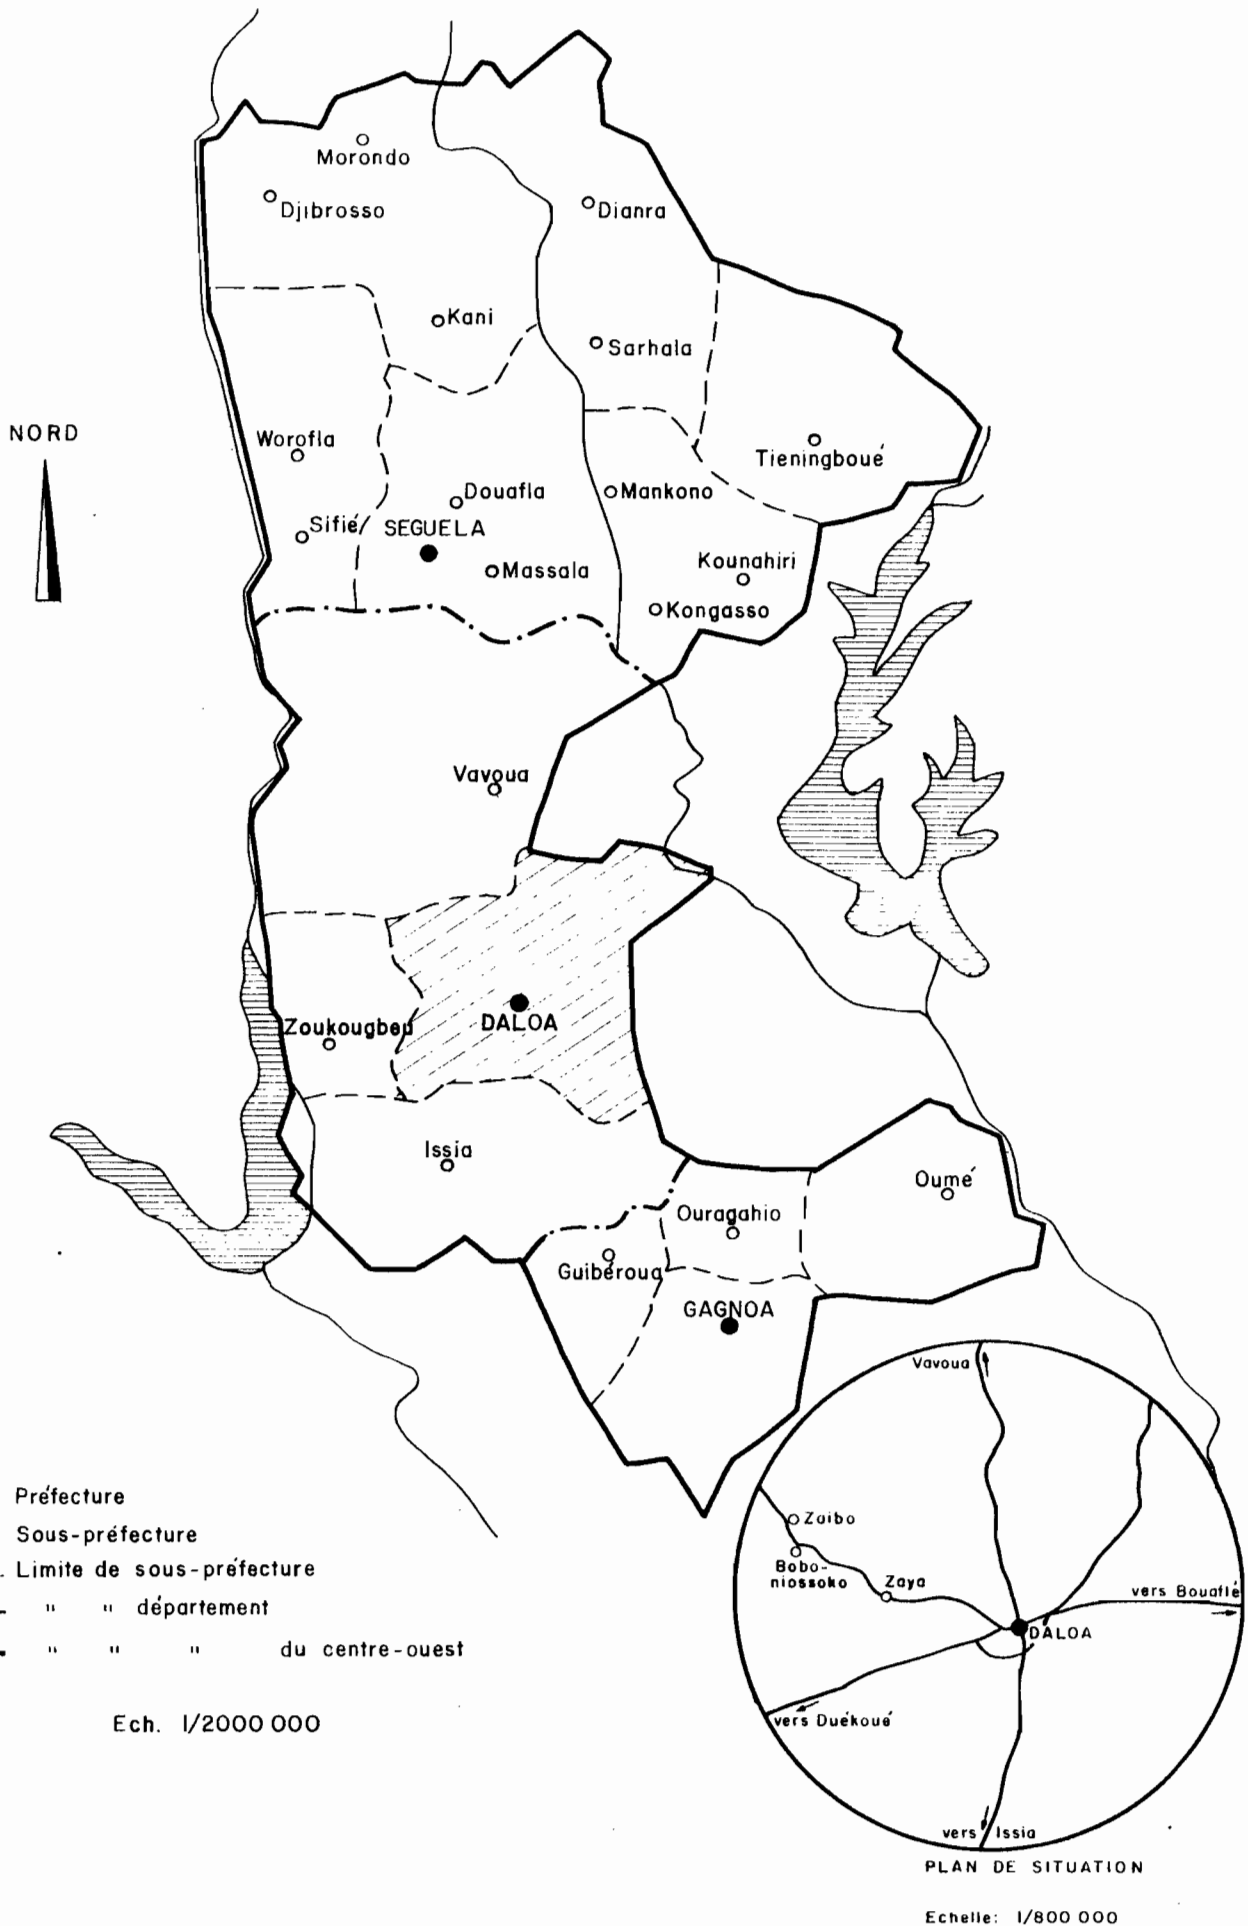 Morondo
Djibrosso
Dianra
Kani
Sarhala
NORD
Worofla
Tieningboué
Douafla
Mankono
Sifié
SEGUELA
Kounahiri
Massala
Kongasso
Vavoua
Zoukougbeu
DALOA
Issia
Oumé
Ouragahio
Guibéroua
GAGNOA
Vavoua
Préfecture
Sous-préfecture
Limite de sous-préfecture
" " département
" " " du centre-ouest
Ech. 1/2000 000
Zaibo
Bobo-
niossoko
Zaya
vers Bouaflé
DALOA
vers Duékoué
vers Issia
PLAN DE SITUATION
Echelle: 1/800 000